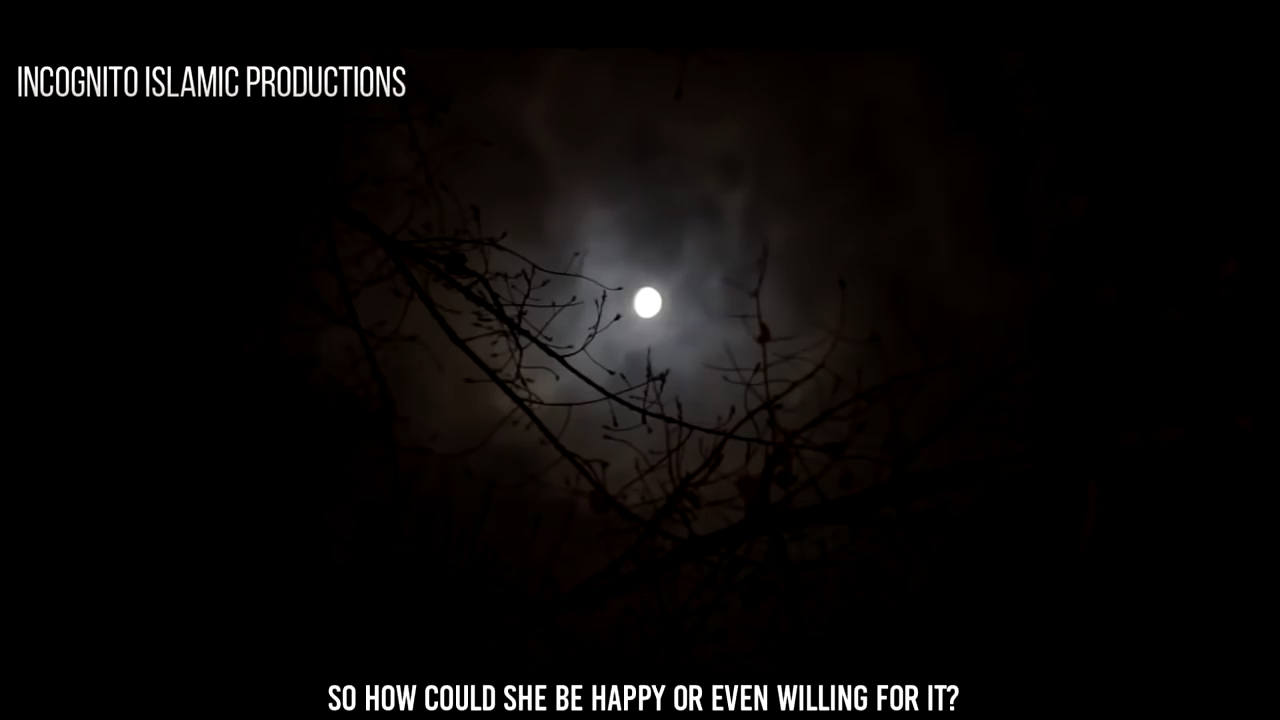 INCOGNITO ISLAMIC PRODUCTIONS
SO HOW COULD SHE BE HAPPY OR EVEN WILLING FOR IT?